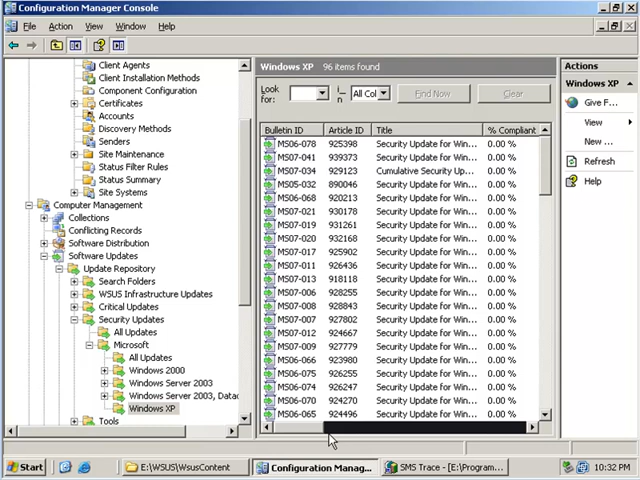 Configuration Manager Console
File Action View Window Help
Client Agents
Client Installation Methods
Component Configuration
Certificates
Accounts
Discovery Methods
Senders
Site Maintenance
Status Filter Rules
Status Summary
Site Systems
Computer Management
Collections
Conflicting Records
Software Distribution
Software Updates
Update Repository
Search Folders
WSUS Infrastructure Updates
Critical Updates
Security Updates
All Updates
Microsoft
All Updates
Windows 2000
Windows Server 2003
Windows Server 2003, Datac
Windows XP
Tools
Windows XP 96 items found
Look for: i_ n All Col Find Now Clear
Bulletin ID Article ID Title % Compliant
MS06-078 925398 Security Update for Win... 0.00 %
MS07-041 939373 Security Update for Win... 0.00 %
MS07-034 929123 Cumulative Security Up... 0.00 %
MS05-032 890046 Security Update for Win... 0.00 %
MS06-068 920213 Security Update for Win... 0.00 %
MS07-021 930178 Security Update for Win... 0.00 %
MS07-019 931261 Security Update for Win... 0.00 %
MS07-020 932168 Security Update for Win... 0.00 %
MS06-017 925902 Security Update for Win... 0.00 %
MS07-011 926436 Security Update for Win... 0.00 %
MS07-013 918118 Security Update for Win... 0.00 %
MS07-006 928255 Security Update for Win... 0.00 %
MS07-008 928843 Security Update for Win... 0.00 %
MS07-007 927802 Security Update for Win... 0.00 %
MS07-012 924667 Security Update for Win... 0.00 %
MS07-009 927779 Security Update for Win... 0.00 %
MS06-066 923980 Security Update for Win... 0.00 %
MS06-075 926255 Security Update for Win... 0.00 %
MS06-074 926247 Security Update for Win... 0.00 %
MS06-070 924270 Security Update for Win... 0.00 %
MS06-065 924496 Security Update for Win... 0.00 %
Actions
Windows XP
Give F...
View
New ...
Refresh
Help
Start E:\WSUS\WsusContent Configuration Manag... SMS Trace - [E:\Program... 10:32 PM